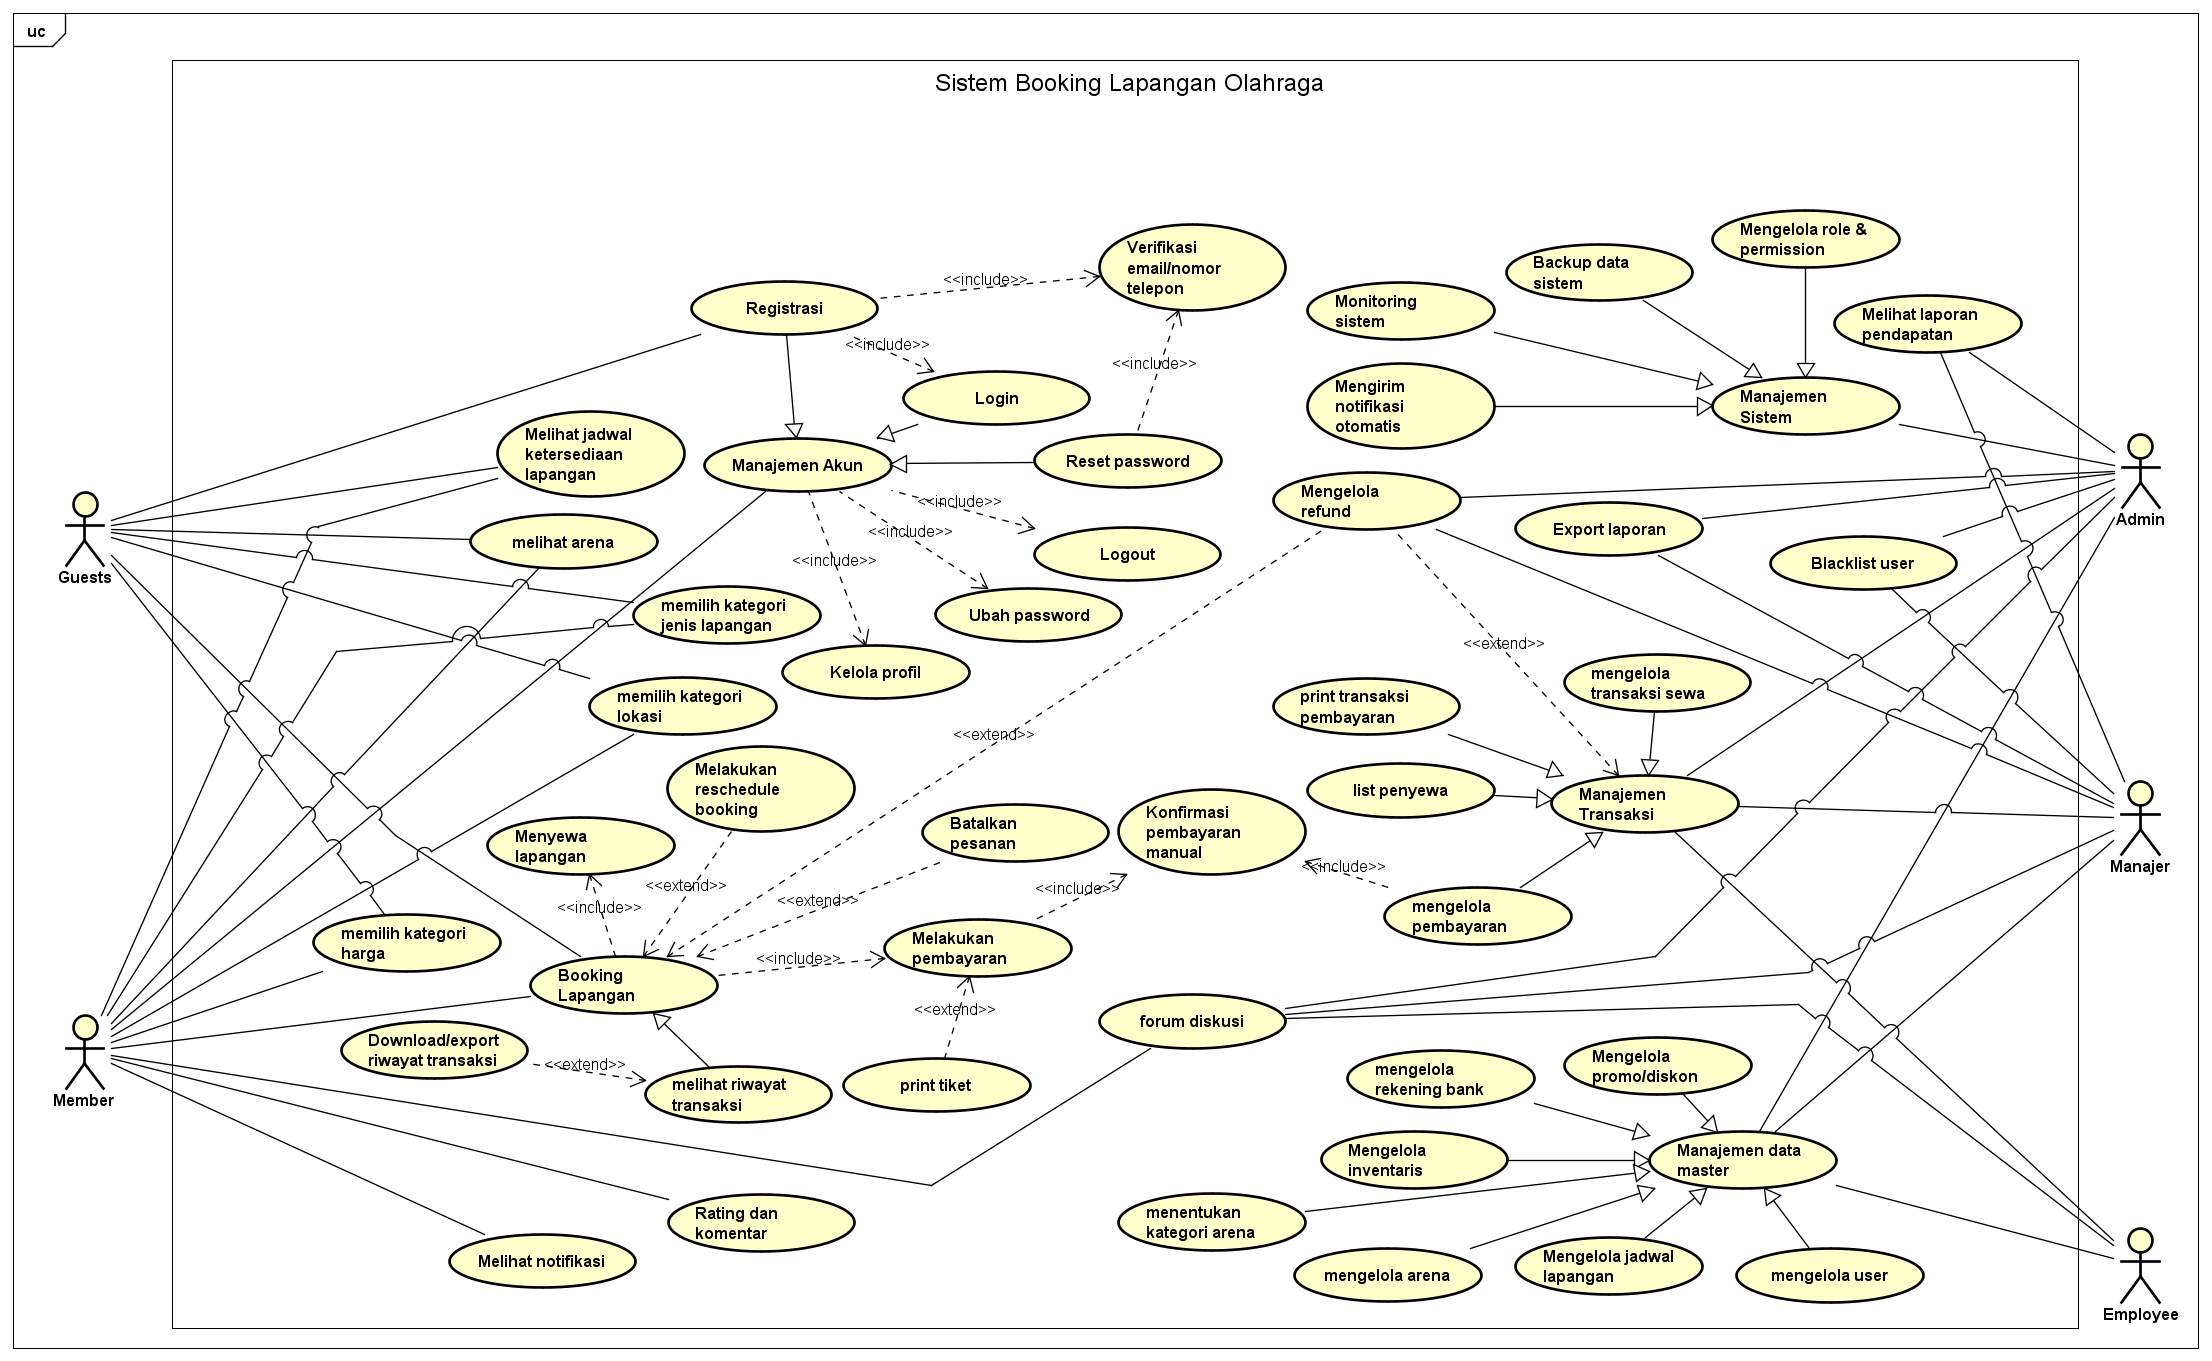 uc
Sistem Booking Lapangan Olahraga
Mengelola role &
permission
Verifikasi
email/nomor
telepon
Backup data
sistem
<<include>>
Registrasi
Monitoring
sistem
Melihat laporan
pendapatan
<<include>>
<<include>>
Login
Mengirim
notifikasi
otomatis
Manajemen
Sistem
Melihat jadwal
ketersediaan
lapangan
Manajemen Akun
Reset password
Mengelola
refund
<<include>>
Admin
Export laporan
<<include>>
melihat arena
Logout
<<include>>
Blacklist user
Guests
memilih kategori
jenis lapangan
Ubah password
<<extend>>
Kelola profil
mengelola
transaksi sewa
memilih kategori
lokasi
print transaksi
pembayaran
<<extend>>
Melakukan
reschedule
booking
list penyewa
Manajemen
Transaksi
Konfirmasi
pembayaran
manual
Batalkan
pesanan
Menyewa
lapangan
Manajer
<<include>>
<<extend>>
<<include>>
<<extend>>
<<include>>
mengelola
pembayaran
memilih kategori
harga
Melakukan
pembayaran
<<include>>
Booking
Lapangan
<<extend>>
forum diskusi
Download/export
riwayat transaksi
<<extend>>
melihat riwayat
transaksi
print tiket
Member
mengelola
rekening bank
Mengelola
promo/diskon
Mengelola
inventaris
Manajemen data
master
Rating dan
komentar
menentukan
kategori arena
Melihat notifikasi
mengelola arena
Mengelola jadwal
lapangan
mengelola user
Employee